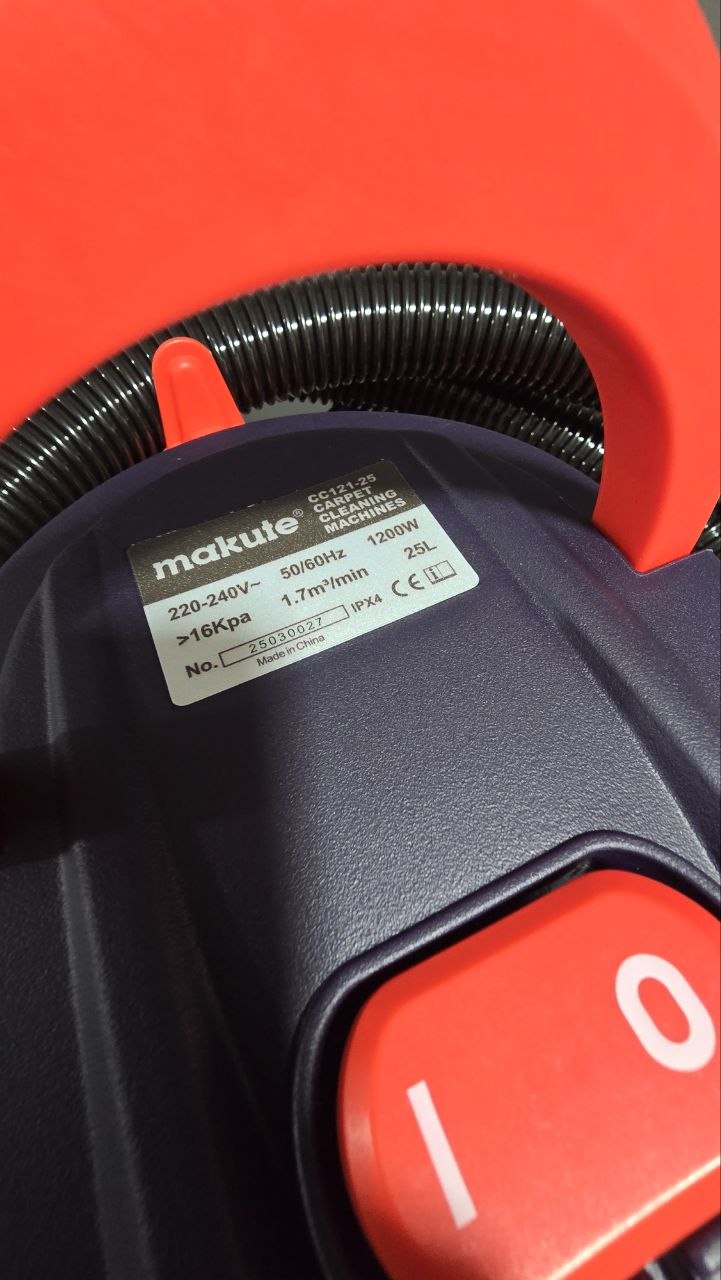 makute® CC121-25
CARPET
CLEANING
MACHINES
220-240V~ 50/60Hz 1200W
>16Kpa 1.7m³/min 25L
No. 25030027 IPX4 CE
Made in China
I O